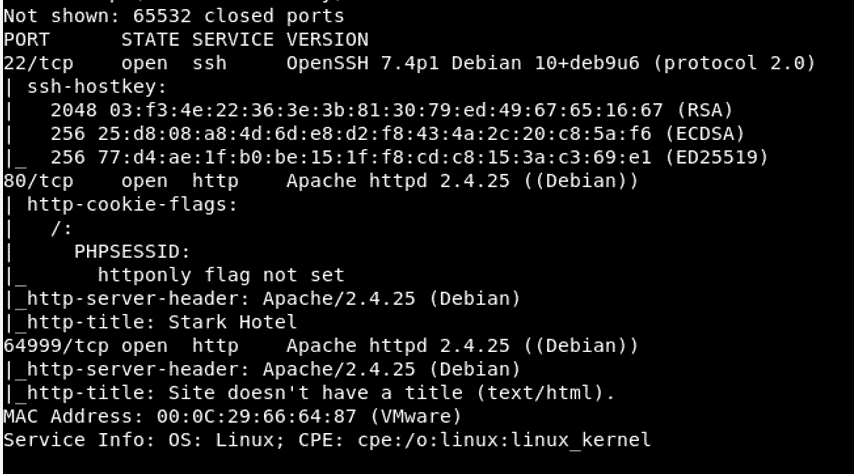 Not shown: 65532 closed ports
PORT      STATE SERVICE VERSION
22/tcp    open  ssh     OpenSSH 7.4p1 Debian 10+deb9u6 (protocol 2.0)
| ssh-hostkey:
|   2048 03:f3:4e:22:36:3e:3b:81:30:79:ed:49:67:65:16:67 (RSA)
|   256 25:d8:08:a8:4d:6d:e8:d2:f8:43:4a:2c:20:c8:5a:f6 (ECDSA)
|_  256 77:d4:ae:1f:b0:be:15:1f:f8:cd:c8:15:3a:c3:69:e1 (ED25519)
80/tcp    open  http    Apache httpd 2.4.25 ((Debian))
| http-cookie-flags:
|   /:
|     PHPSESSID:
|_      httponly flag not set
|_http-server-header: Apache/2.4.25 (Debian)
|_http-title: Stark Hotel
64999/tcp open  http    Apache httpd 2.4.25 ((Debian))
|_http-server-header: Apache/2.4.25 (Debian)
|_http-title: Site doesn't have a title (text/html).
MAC Address: 00:0C:29:66:64:87 (VMware)
Service Info: OS: Linux; CPE: cpe:/o:linux:linux_kernel